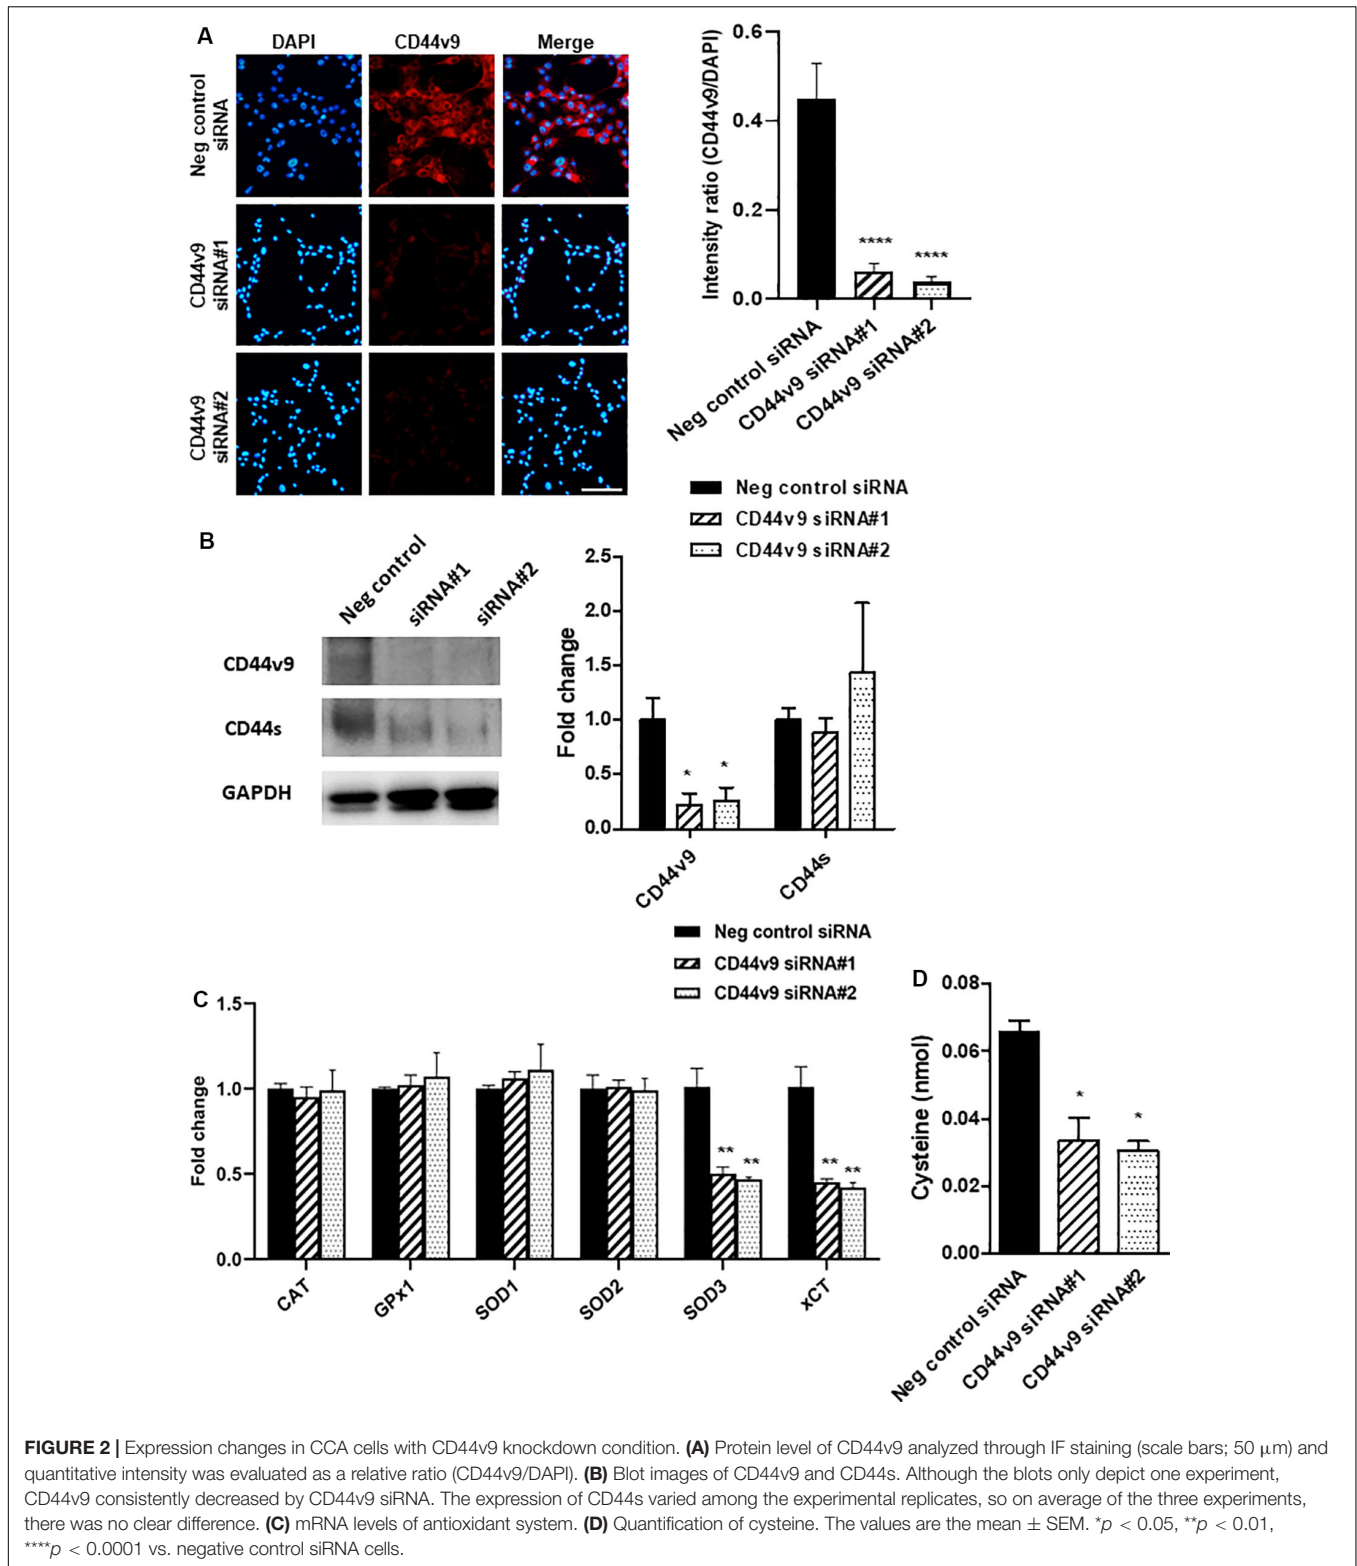 A
DAPI CD44v9 Merge
Neg control
siRNA
CD44v9
siRNA#1
CD44v9
siRNA#2
Intensity ratio (CD44v9/DAPI)
0.6
0.4
0.2
0.0
****
****
Neg control siRNA
CD44v9 siRNA#1
CD44v9 siRNA#2
B
Neg control
siRNA#1
siRNA#2
CD44v9
CD44s
GAPDH
Neg control siRNA
CD44v9 siRNA#1
CD44v9 siRNA#2
Fold change
2.5
2.0
1.5
1.0
0.5
0.0
*
*
CD44v9
CD44s
Neg control siRNA
CD44v9 siRNA#1
CD44v9 siRNA#2
C
Fold change
1.5
1.0
0.5
0.0
**
**
**
**
CAT
GPx1
SOD1
SOD2
SOD3
xCT
D
Cysteine (nmol)
0.08
0.06
0.04
0.02
0.00
*
*
Neg control siRNA
CD44v9 siRNA#1
CD44v9 siRNA#2
FIGURE 2 | Expression changes in CCA cells with CD44v9 knockdown condition. (A) Protein level of CD44v9 analyzed through IF staining (scale bars; 50 μm) and
quantitative intensity was evaluated as a relative ratio (CD44v9/DAPI). (B) Blot images of CD44v9 and CD44s. Although the blots only depict one experiment,
CD44v9 consistently decreased by CD44v9 siRNA. The expression of CD44s varied among the experimental replicates, so on average of the three experiments,
there was no clear difference. (C) mRNA levels of antioxidant system. (D) Quantification of cysteine. The values are the mean ± SEM. *p < 0.05, **p < 0.01,
****p < 0.0001 vs. negative control siRNA cells.